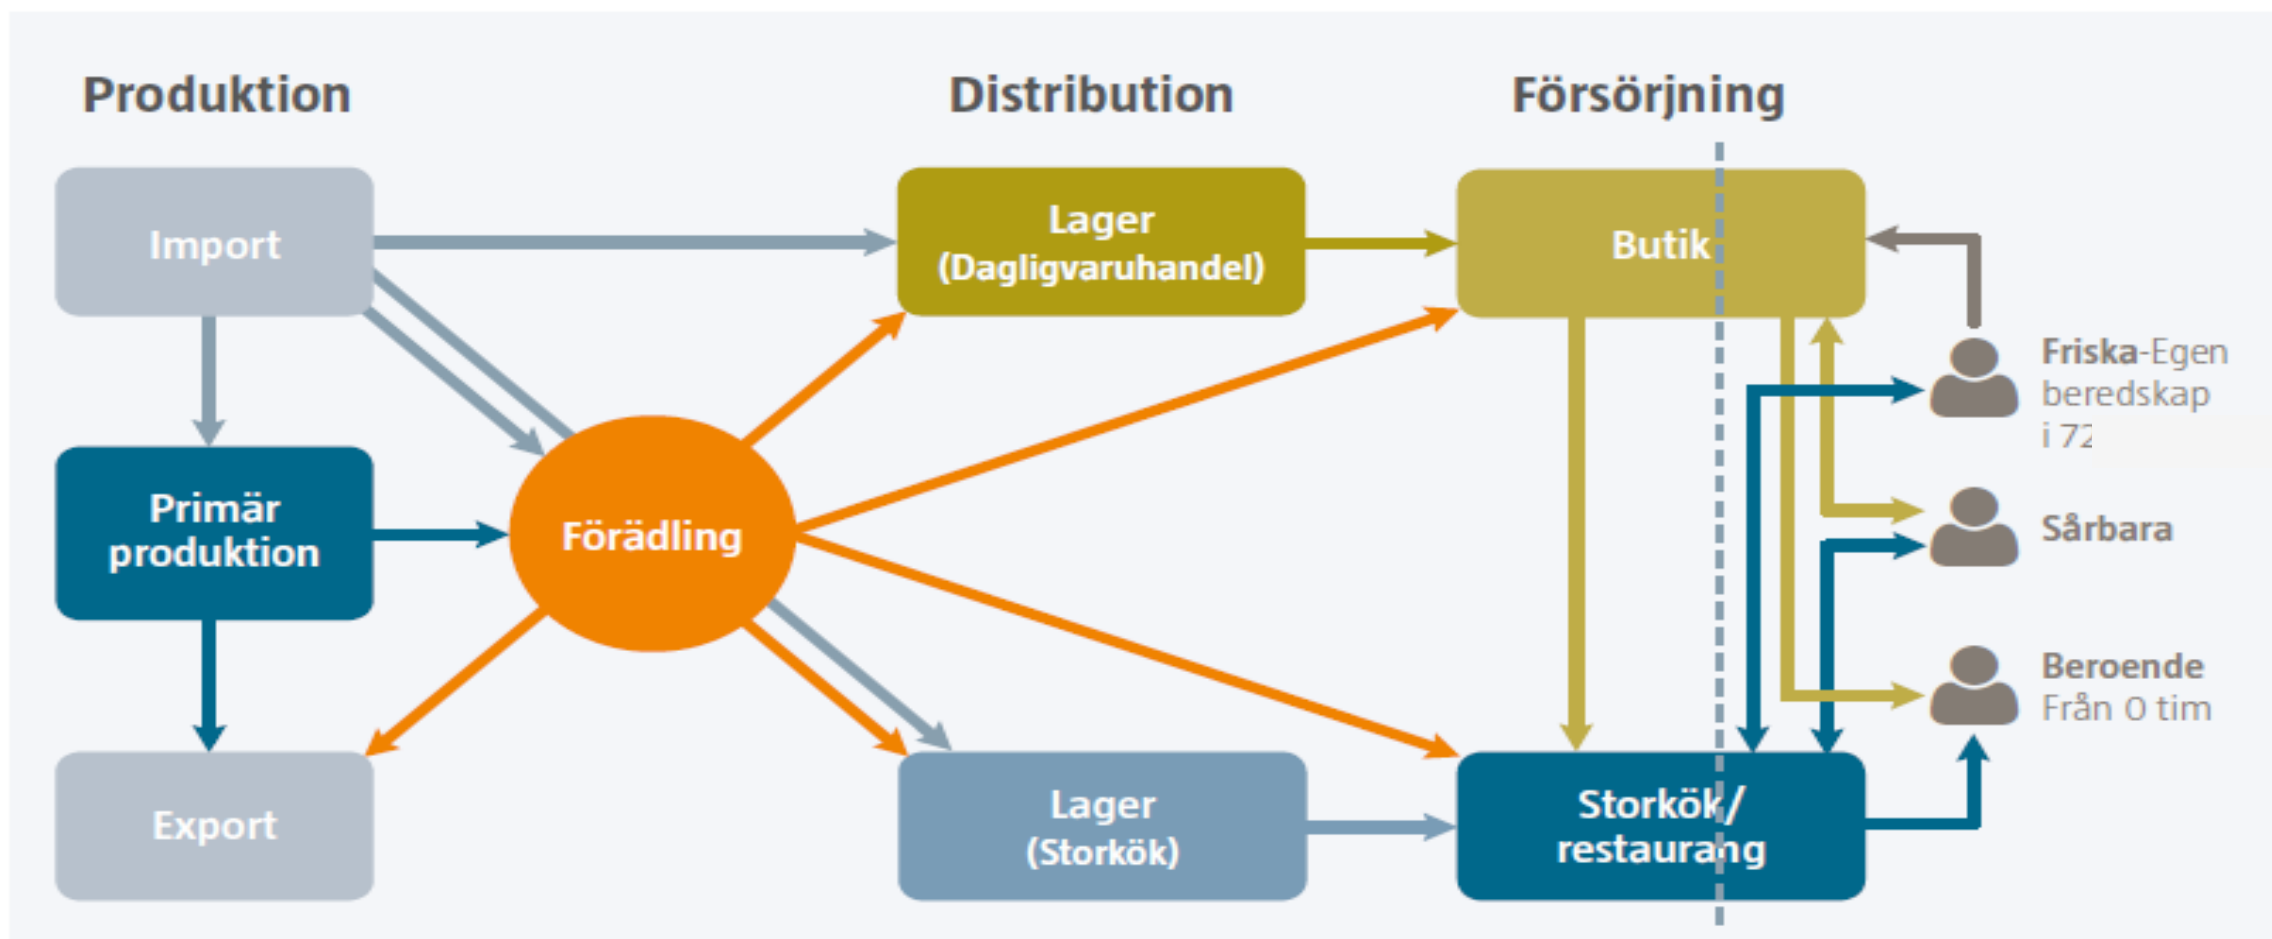 Produktion
Distribution
Försörjning
Import
Lager
(Dagligvaruhandel)
Butik
Friska-Egen
beredskap
i 72
Primär
produktion
Förädling
Sårbara
Beroende
Från 0 tim
Export
Lager
(Storkök)
Storkök/
restaurang